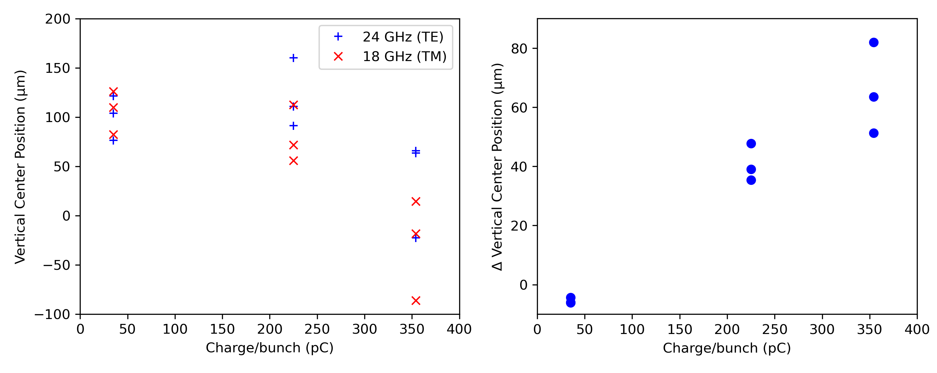 200
150
100
50
0
−50
−100
Vertical Center Position (μm)
24 GHz (TE)
18 GHz (TM)
0 50 100 150 200 250 300 350 400
Charge/bunch (pC)
80
60
40
20
0
Δ Vertical Center Position (μm)
0 50 100 150 200 250 300 350 400
Charge/bunch (pC)